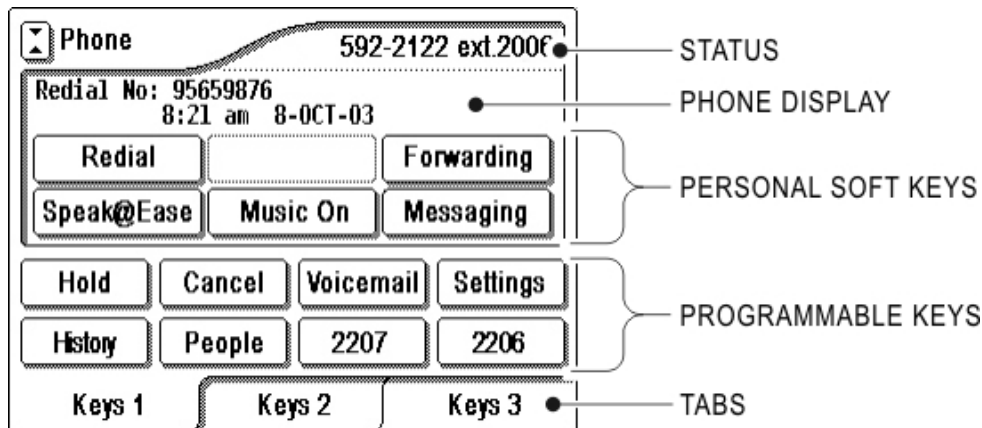 Phone
592-2122 ext.2006
STATUS
Redial No: 95659876
8:21 am 8-OCT-03
PHONE DISPLAY
Redial
Forwarding
Speak@Ease
Music On
Messaging
PERSONAL SOFT KEYS
Hold
Cancel
Voicemail
Settings
History
People
2207
2206
PROGRAMMABLE KEYS
Keys 1
Keys 2
Keys 3
TABS